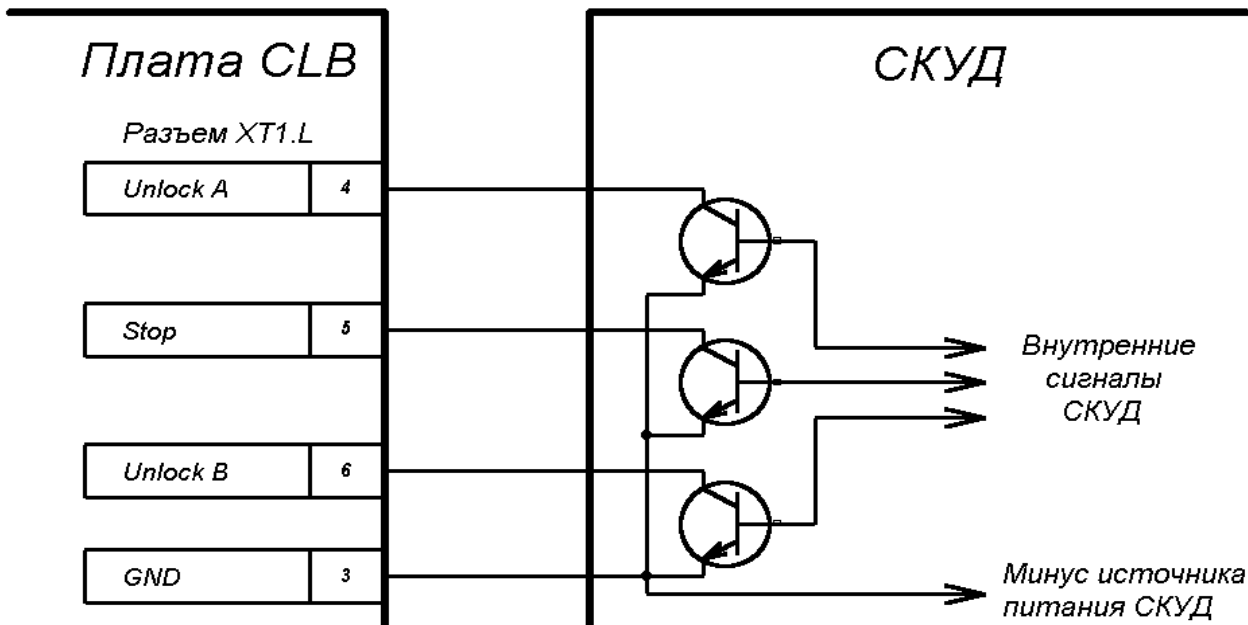 Плата CLB
СКУД
Разъем XT1.L
Unlock A 4
Stop 5
Unlock B 6
GND 3
Внутренние
сигналы
СКУД
Минус источника
питания СКУД